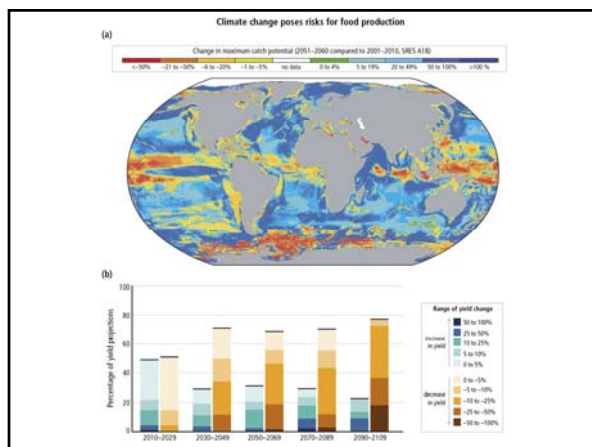 Climate change poses risks for food production
(a)
Change in maximum catch potential (2051–2060 compared to 2001–2010, SRES A1B)
<–50% –21 to –50% –6 to –20% –1 to –5% no data 0 to 4% 5 to 19% 20 to 49% 50 to 100% >100 %
(b)
Percentage of yield projections
100
80
60
40
20
0
2010–2029 2030–2049 2050–2069 2070–2089 2090–2109
Range of yield change
increase in yield
50 to 100%
25 to 50%
10 to 25%
5 to 10%
0 to 5%
decrease in yield
0 to –5%
–5 to –10%
–10 to –25%
–25 to –50%
–50 to –100%